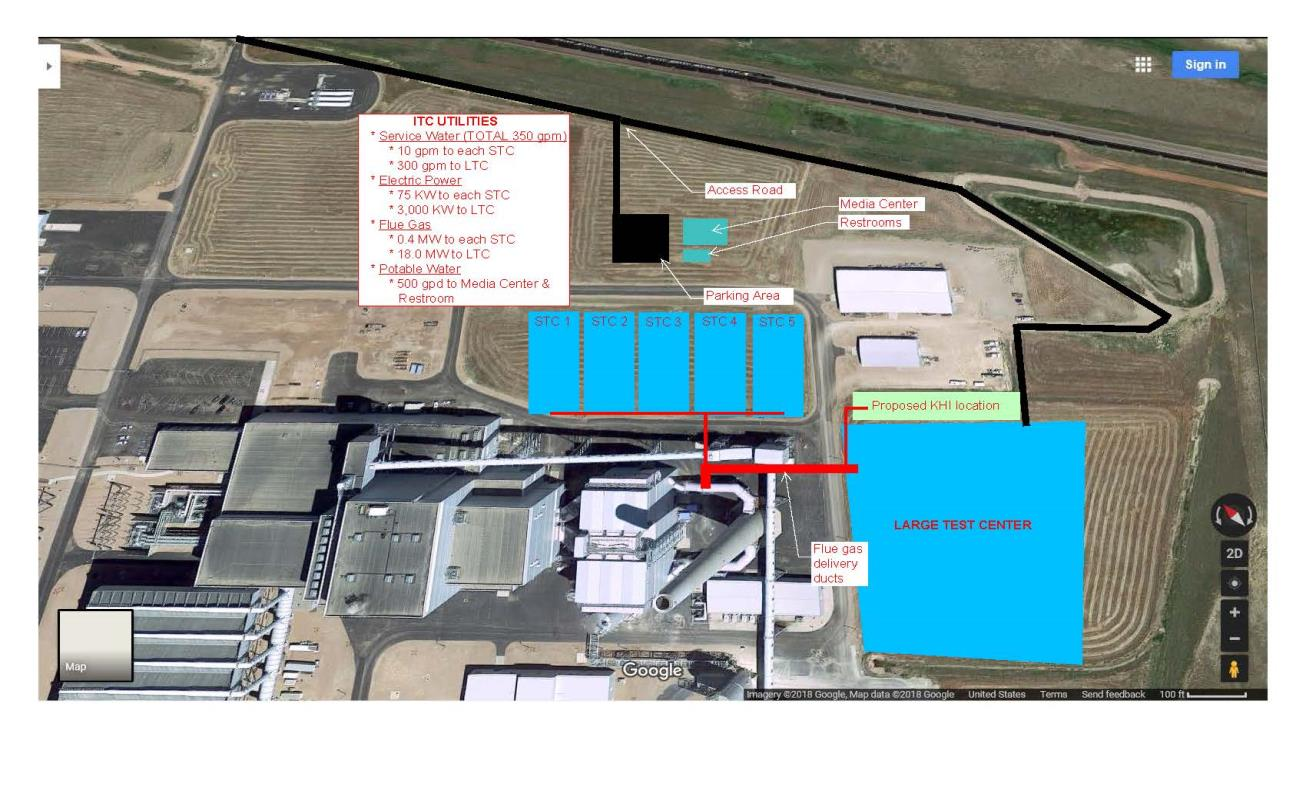 Sign in
ITC UTILITIES
* Service Water (TOTAL 350 gpm)
* 10 gpm to each STC
* 300 gpm to LTC
* Electric Power
* 75 KW to each STC
* 3,000 KW to LTC
* Flue Gas
* 0.4 MW to each STC
* 18.0 MW to LTC
* Potable Water
* 500 gpd to Media Center &
Restroom
Access Road
Media Center
Restrooms
Parking Area
STC 1
STC 2
STC 3
STC 4
STC 5
Proposed KHI location
LARGE TEST CENTER
Flue gas
delivery
ducts
2D
+
−
Map
Google
Imagery ©2018 Google, Map data ©2018 Google United States Terms Send feedback 100 ft